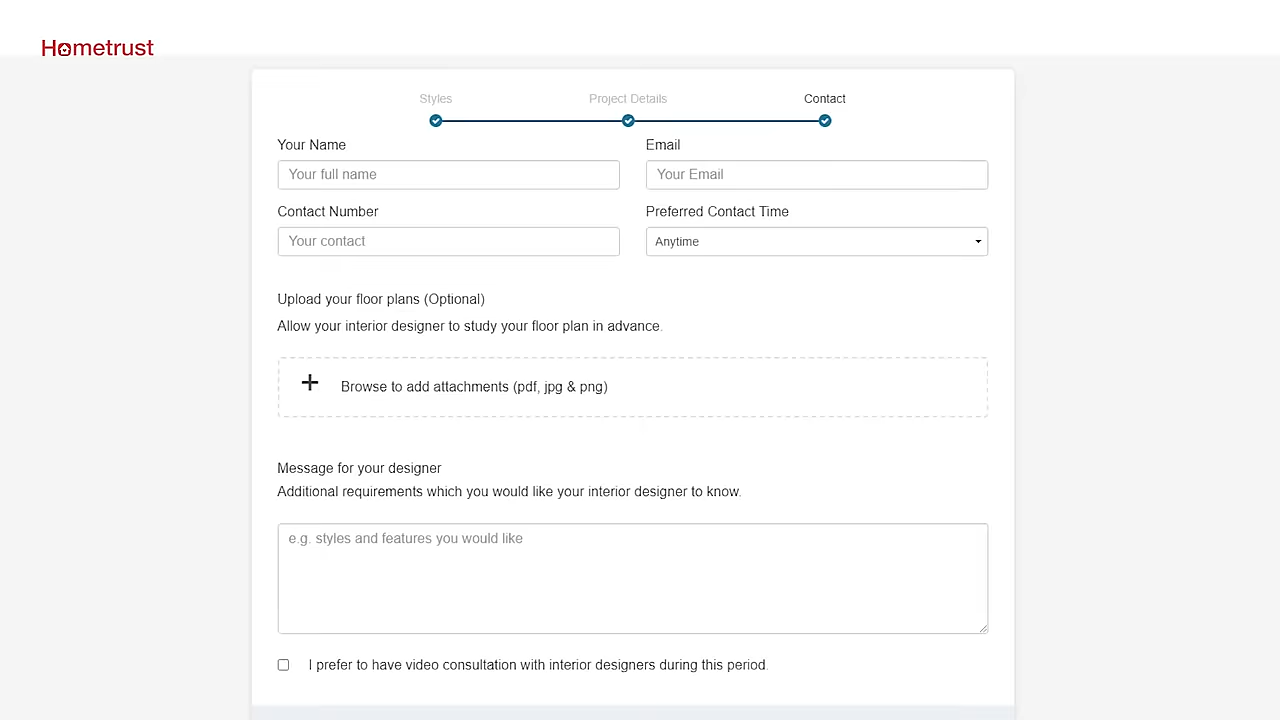 Hometrust
Styles Project Details Contact
Your Name Email
Your full name Your Email
Contact Number Preferred Contact Time
Your contact Anytime
Upload your floor plans (Optional)
Allow your interior designer to study your floor plan in advance.
+ Browse to add attachments (pdf, jpg & png)
Message for your designer
Additional requirements which you would like your interior designer to know.
e.g. styles and features you would like
I prefer to have video consultation with interior designers during this period.